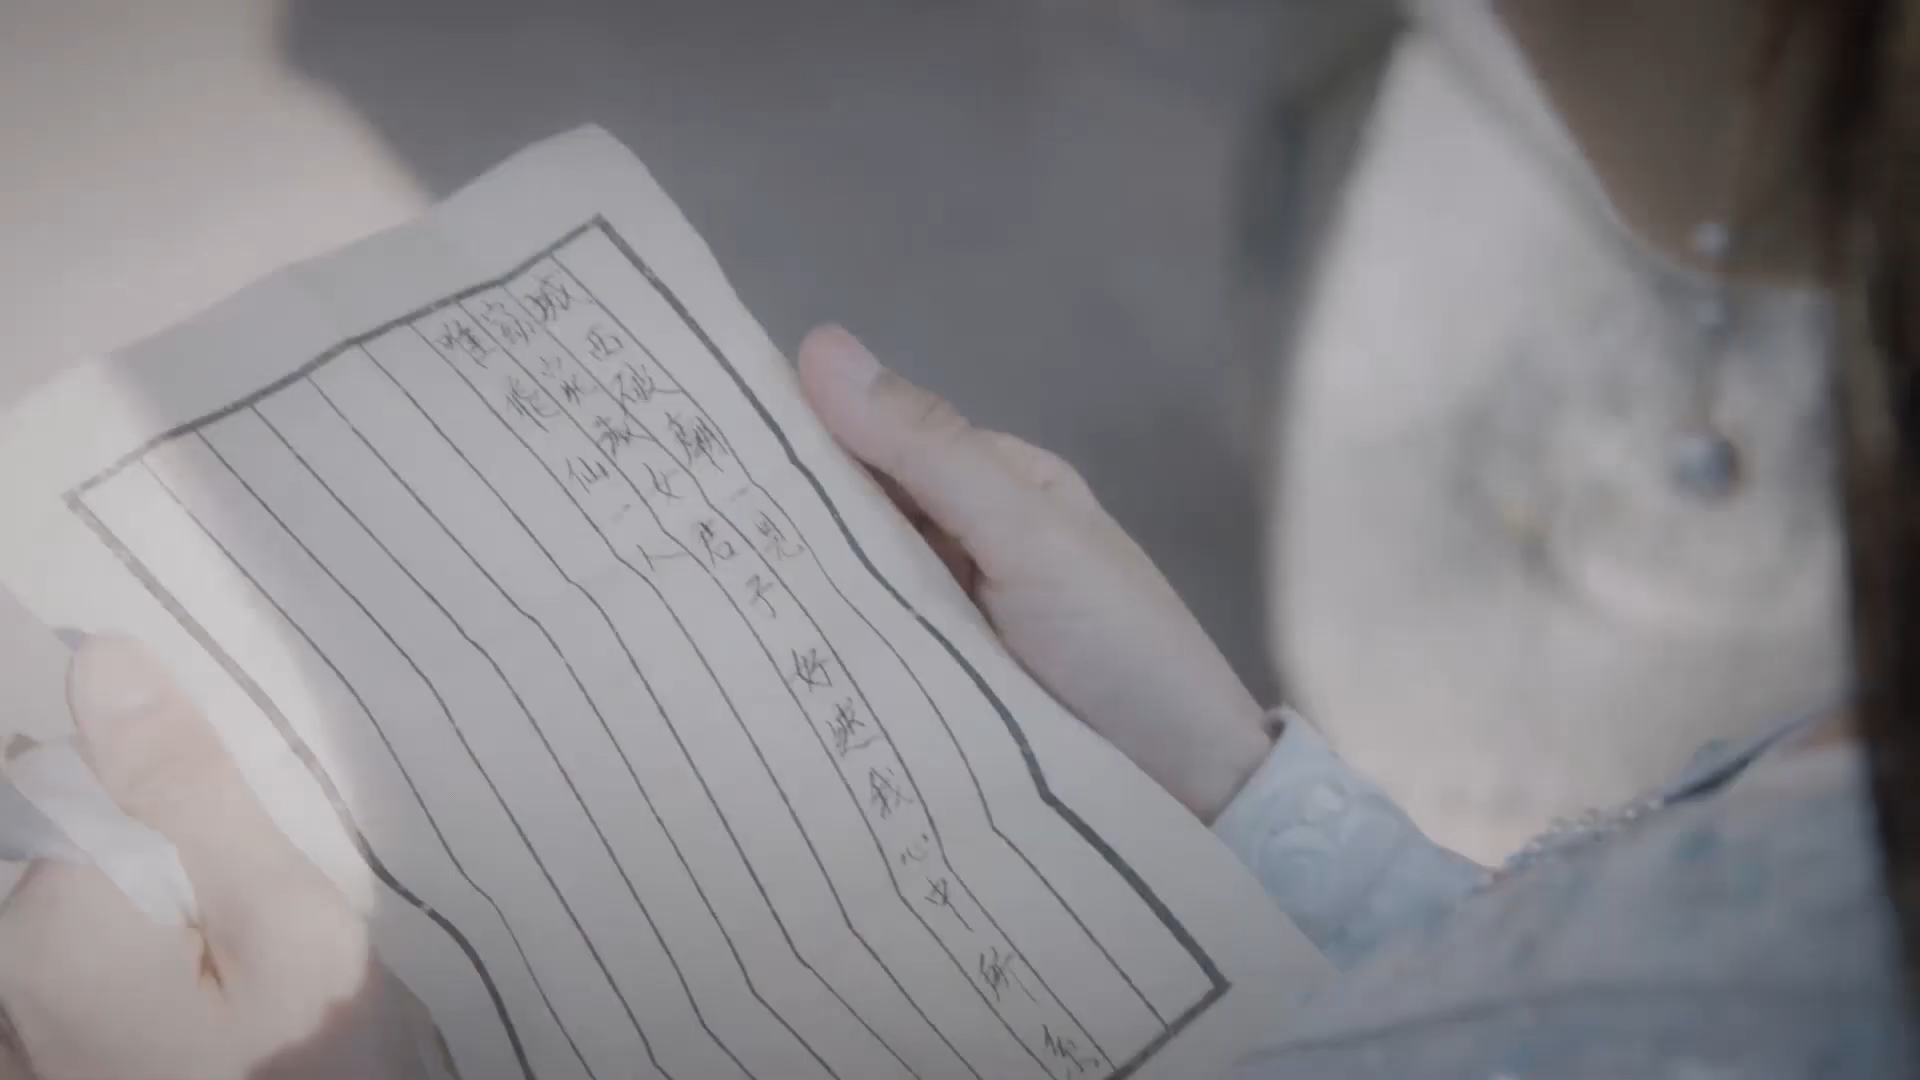 城西破廟一見
窈窕淑女君子好逑我心中所
唯仙一人